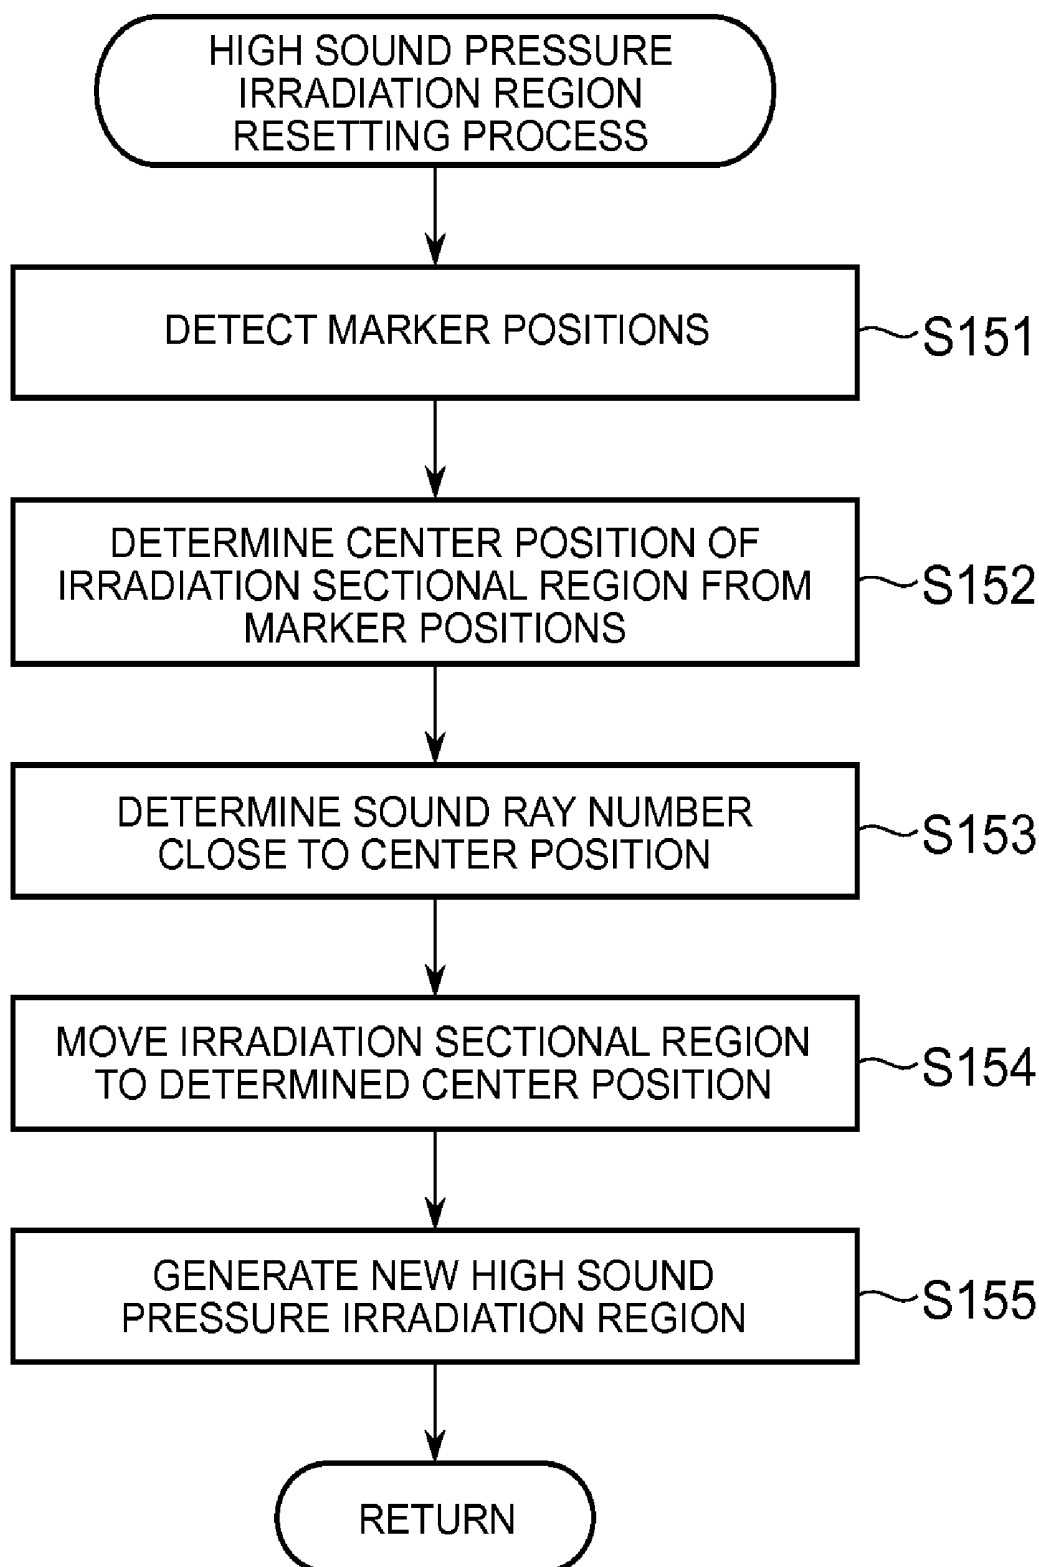 HIGH SOUND PRESSURE
IRRADIATION REGION
RESETTING PROCESS
DETECT MARKER POSITIONS
S151
DETERMINE CENTER POSITION OF
IRRADIATION SECTIONAL REGION FROM
MARKER POSITIONS
S152
DETERMINE SOUND RAY NUMBER
CLOSE TO CENTER POSITION
S153
MOVE IRRADIATION SECTIONAL REGION
TO DETERMINED CENTER POSITION
S154
GENERATE NEW HIGH SOUND
PRESSURE IRRADIATION REGION
S155
RETURN